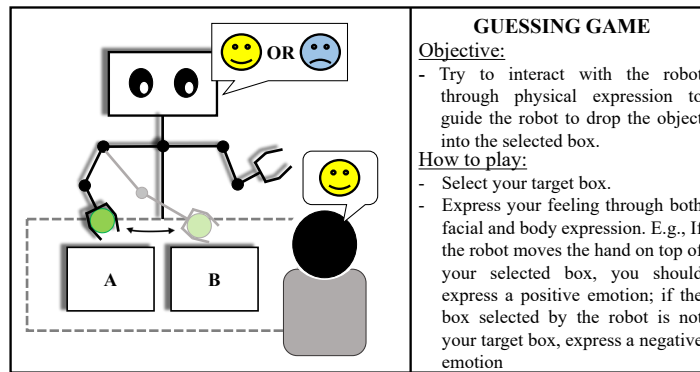 OR
A
B
GUESSING GAME
Objective:
- Try to interact with the robot
through physical expression to
guide the robot to drop the object
into the selected box.
How to play:
- Select your target box.
- Express your feeling through both
facial and body expression. E.g., If
the robot moves the hand on top of
your selected box, you should
express a positive emotion; if the
box selected by the robot is not
your target box, express a negative
emotion